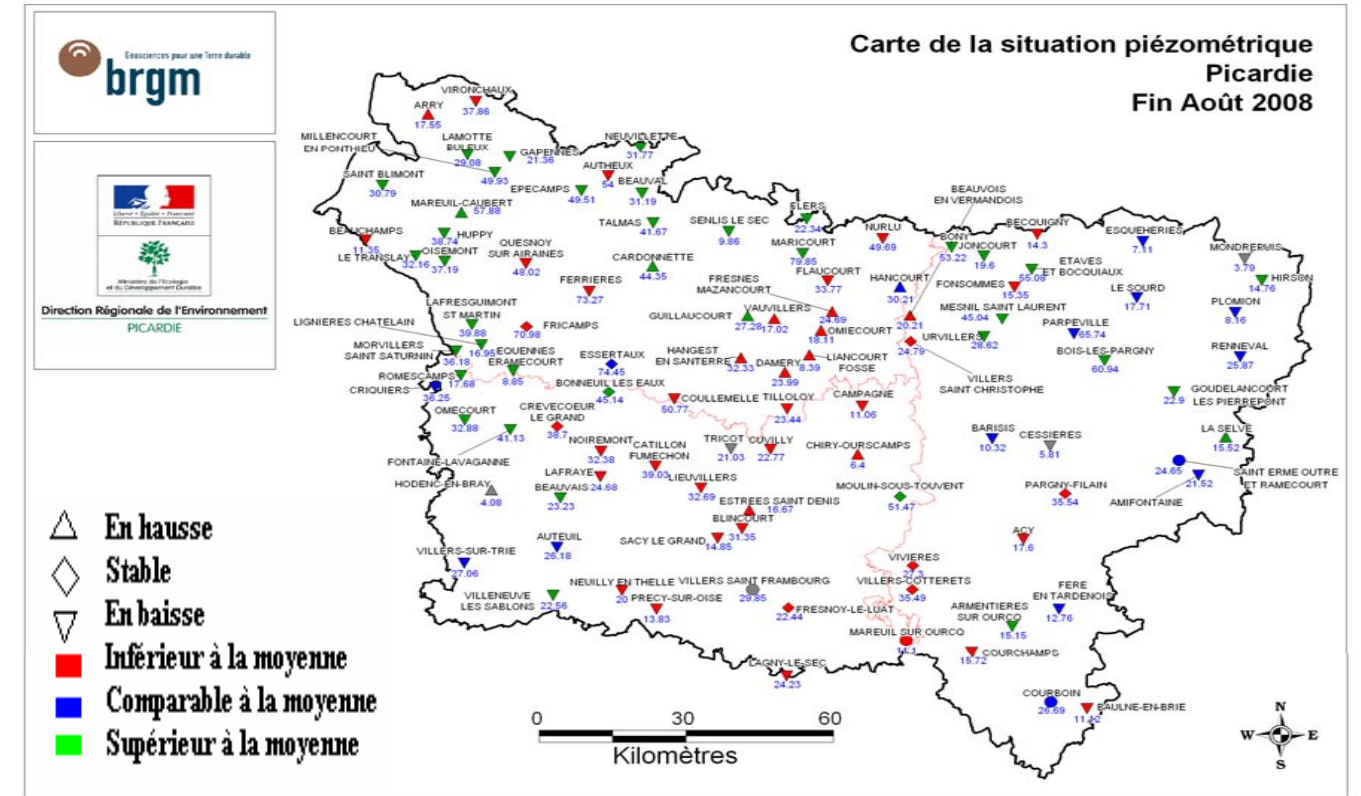 Géosciences pour une Terre durable
brgm
Carte de la situation piézométrique
Picardie
Fin Août 2008
Liberté • Égalité • Fraternité
RÉPUBLIQUE FRANÇAISE
Ministère de l'Ecologie
et du Développement Durable
Direction Régionale de l'Environnement
PICARDIE
VIRONCHAUX
37.86
ARRY
17.55
MILLENCOURT
EN PONTHIEU
49.93
LAMOTTE
BULEUX
29.08
GAPENNES
21.36
NEUVILLETTE
31.77
AUTHEUX
54
SAINT BLIMONT
30.79
EPECAMPS
49.51
BEAUVAL
31.19
MAREUIL-CAUBERT
57.88
BEAUCHAMPS
11.35
HUPPY
38.74
LE TRANSLAY
32.16
OISEMONT
37.19
QUESNOY
SUR AIRAINES
48.02
TALMAS
41.67
SENLIS LE SEC
9.86
FLERS
22.34
MARICOURT
79.85
NURLU
49.69
BEAUVOIS
EN VERMANDOIS
20.21
BONY
53.22
BECQUIGNY
14.3
JONCOURT
19.6
ESQUEHERIES
7.11
MONDREPUIS
3.79
HIRSON
14.76
ETAVES
ET BOCQUIAUX
55.08
FONSOMMES
15.35
CARDONNETTE
44.35
FERRIERES
73.27
FRESNES
MAZANCOURT
24.69
FLAUCOURT
33.77
HANCOURT
30.21
LE SOURD
17.71
PLOMION
8.16
MESNIL SAINT LAURENT
45.04
LAFRESGUIMONT
ST MARTIN
39.88
LIGNIERES CHATELAIN
16.95
FRICAMPS
70.98
GUILLAUCOURT
27.28
VAUVILLERS
17.02
OMIECOURT
18.11
URVILLERS
28.62
PARPEVILLE
65.74
RENNEVAL
25.87
MORVILLERS
SAINT SATURNIN
36.18
EQUENNES
ERAMECOURT
8.85
ESSERTAUX
74.45
HANGEST
EN SANTERRE
32.33
DAMERY
23.99
LIANCOURT
FOSSE
8.39
24.79
VILLERS
SAINT CHRISTOPHE
BOIS-LES-PARGNY
60.94
ROMESCAMPS
17.68
CRIQUIERS
36.25
BONNEUIL LES EAUX
45.14
COULLEMELLE
50.77
TILLOLOY
23.44
CAMPAGNE
11.06
GOUDELANCOURT
LES PIERREPONT
22.9
OMECOURT
32.88
CREVECOEUR
LE GRAND
38.7
41.13
FONTAINE-LAVAGANNE
NOIREMONT
32.38
CATILLON
FUMECHON
39.03
TRICOT
21.03
CUVILLY
22.77
CHIRY-OURSCAMPS
6.4
BARISIS
10.32
CESSIERES
5.81
LA SELVE
15.52
HODENC-EN-BRAY
4.08
LAFRAYE
24.68
BEAUVAIS
23.23
LIEUVILLERS
32.69
MOULIN-SOUS-TOUVENT
51.47
PARGNY-FILAIN
35.54
24.65
SAINT ERME OUTRE
ET RAMECOURT
AMIFONTAINE
21.52
ESTREES SAINT DENIS
16.67
BLINCOURT
31.35
SACY LE GRAND
14.85
ACY
17.6
VILLERS-SUR-TRIE
27.06
AUTEUIL
26.18
VIVIERES
27.3
VILLENEUVE
LES SABLONS
22.56
NEUILLY EN THELLE
20
PRECY-SUR-OISE
13.83
VILLERS SAINT FRAMBOURG
29.85
FRESNOY-LE-LUAT
22.44
VILLERS-COTTERETS
35.49
FERE
EN TARDENOIS
12.76
ARMENTIERES
SUR OURCQ
15.15
MAREUIL SUR OURCQ
11.1
COURCHAMPS
15.72
LAGNY-LE-SEC
24.23
COURBOIN
26.69
BAULNE-EN-BRIE
11.12
En hausse
Stable
En baisse
Inférieur à la moyenne
Comparable à la moyenne
Supérieur à la moyenne
0 30 60
Kilomètres
N
W E
S